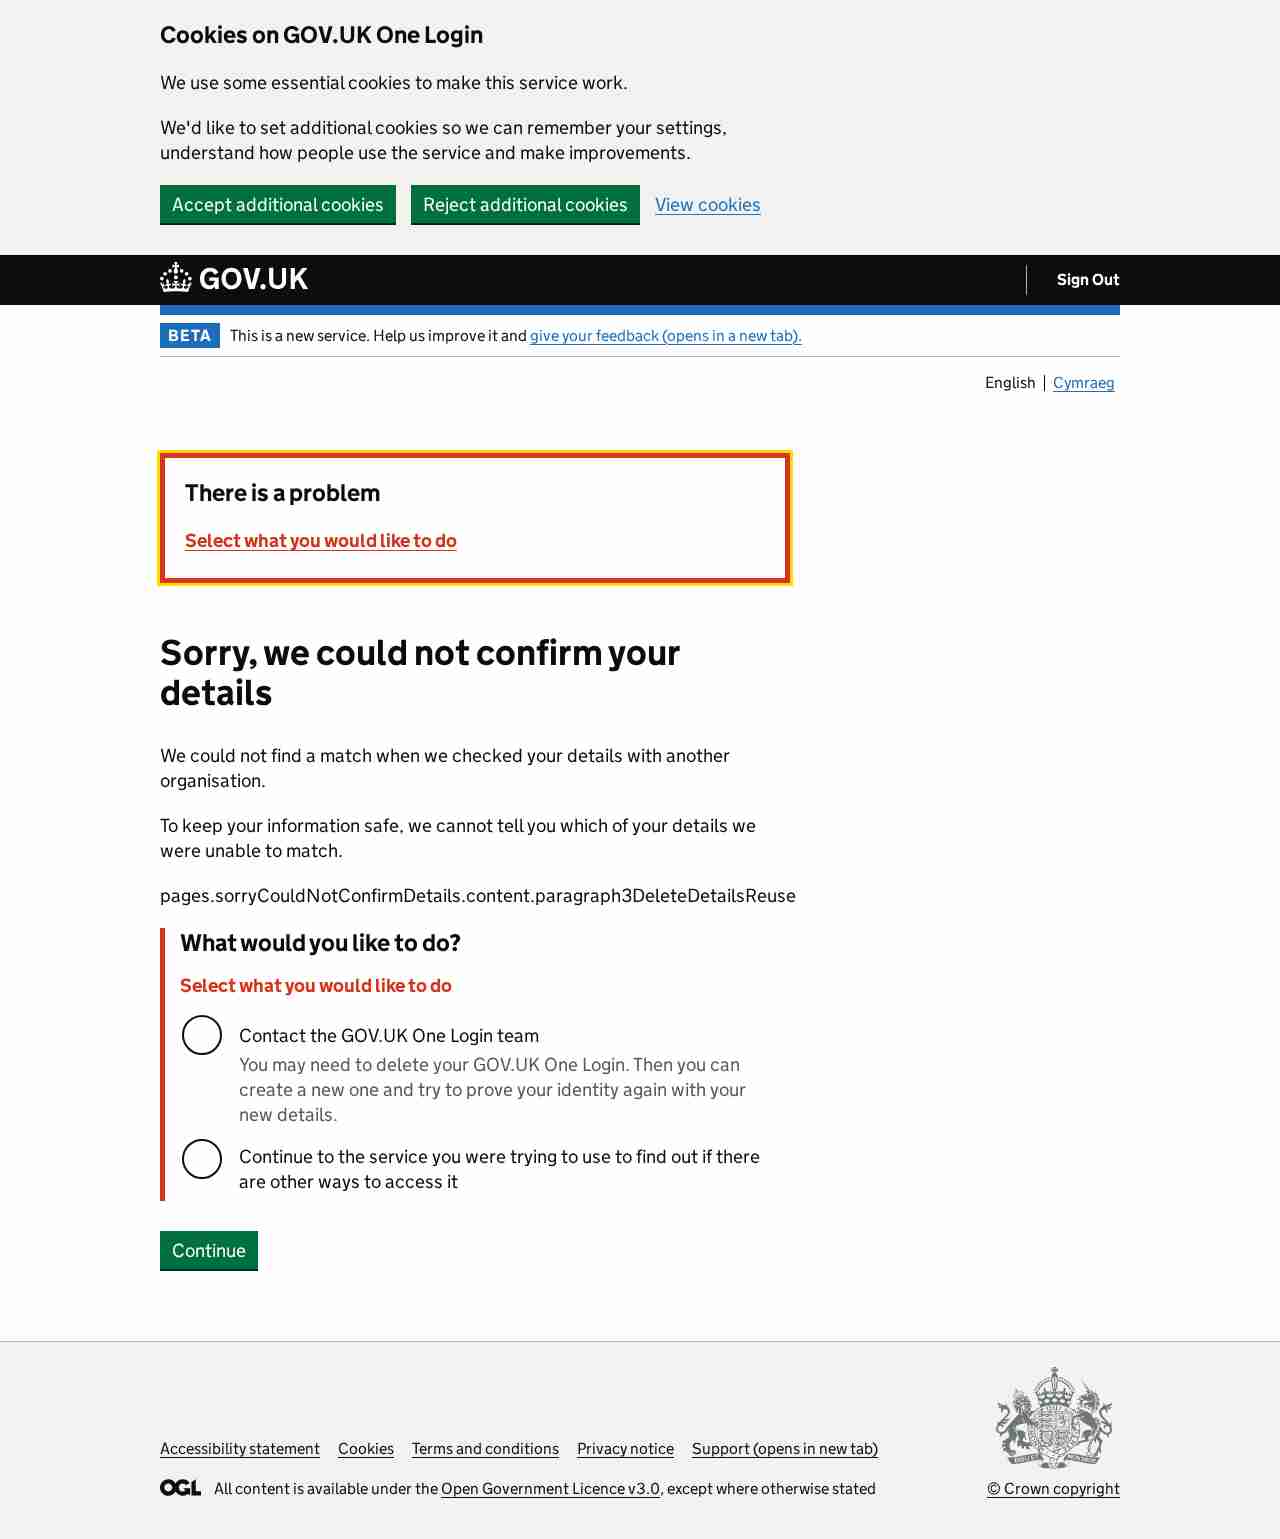 Cookies on GOV.UK One Login
We use some essential cookies to make this service work.
We'd like to set additional cookies so we can remember your settings,
understand how people use the service and make improvements.
Accept additional cookies Reject additional cookies View cookies
GOV.UK Sign Out
BETA This is a new service. Help us improve it and give your feedback (opens in a new tab).
English Cymraeg
There is a problem
Select what you would like to do
Sorry, we could not confirm your
details
We could not find a match when we checked your details with another
organisation.
To keep your information safe, we cannot tell you which of your details we
were unable to match.
pages.sorryCouldNotConfirmDetails.content.paragraph3DeleteDetailsReuse
What would you like to do?
Select what you would like to do
Contact the GOV.UK One Login team
You may need to delete your GOV.UK One Login. Then you can
create a new one and try to prove your identity again with your
new details.
Continue to the service you were trying to use to find out if there
are other ways to access it
Continue
Accessibility statement Cookies Terms and conditions Privacy notice Support (opens in new tab)
OGL All content is available under the Open Government Licence v3.0, except where otherwise stated © Crown copyright